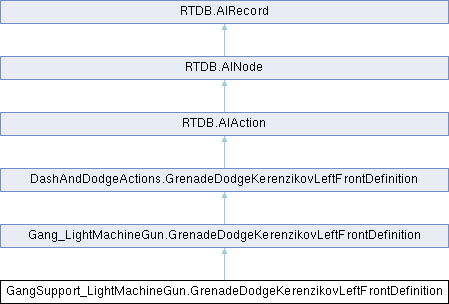 RTDB.AIRecord
RTDB.AINode
RTDB.AIAction
DashAndDodgeActions.GrenadeDodgeKerenzikovLeftFrontDefinition
Gang_LightMachineGun.GrenadeDodgeKerenzikovLeftFrontDefinition
GangSupport_LightMachineGun.GrenadeDodgeKerenzikovLeftFrontDefinition